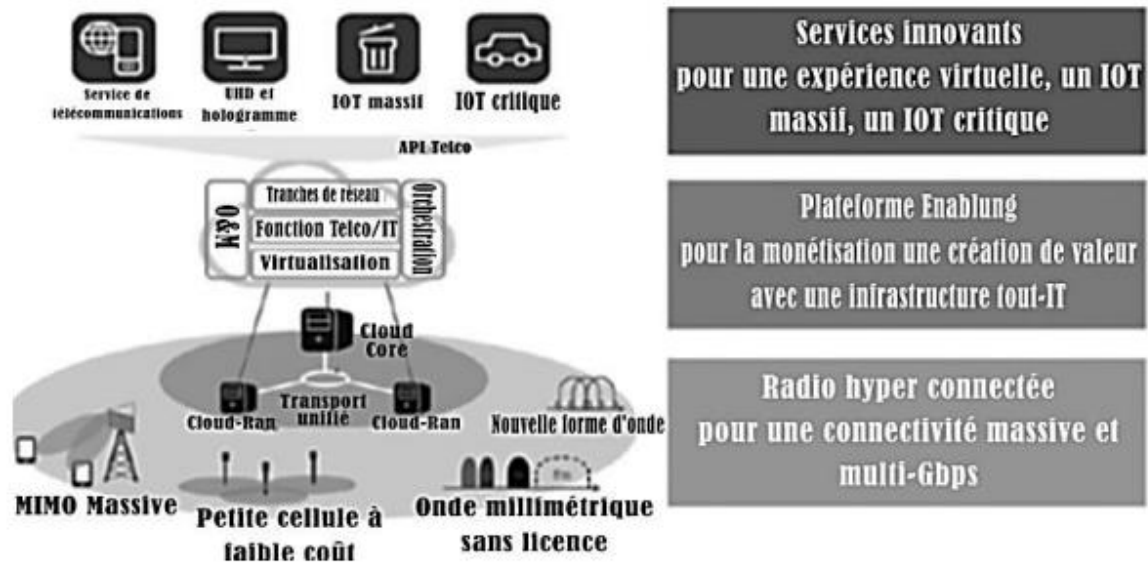 Service de
télécommunications
UHD et
hologramme
IOT massif
IOT critique
API Telco
O&M
Tranches de réseau
Fonction Telco/IT
Virtualisation
Orchestration
Cloud
Core
Cloud-Ran
Transport
unifié
Cloud-Ran
Nouvelle forme d'onde
MIMO Massive
Petite cellule à
faible coût
Onde millimétrique
sans licence
Services innovants
pour une expérience virtuelle, un IOT
massif, un IOT critique
Plateforme Enablung
pour la monétisation une création de valeur
avec une infrastructure tout-IT
Radio hyper connectée
pour une connectivité massive et
multi-Gbps